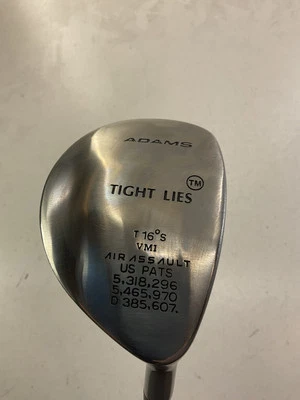 ADAMS
TIGHT LIES TM
T 16° S
VMI
AIR ASSAULT
US PATS
5,318,296
5,465,970
D 385,607.